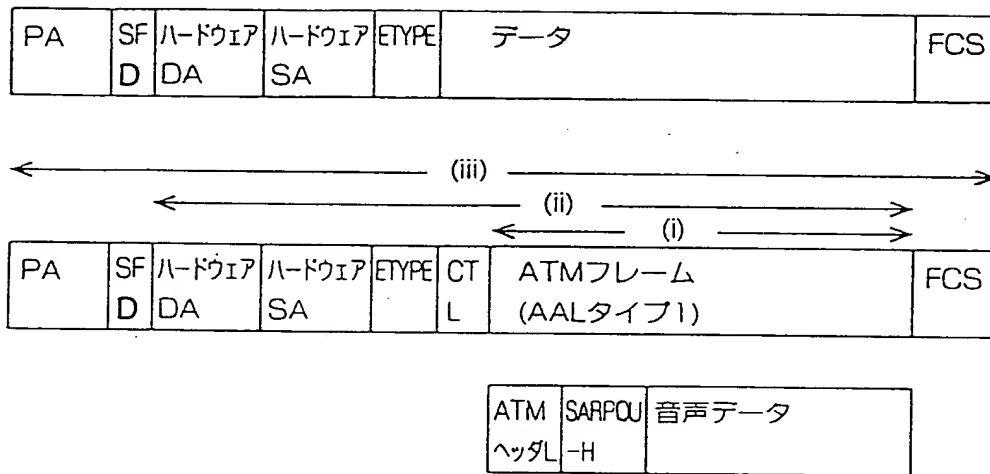 PA SF ハードウェア ハードウェア ETYPE データ FCS
D DA SA
(iii)
(ii)
(i)
PA SF ハードウェア ハードウェア ETYPE CT ATMフレーム FCS
D DA SA L (AALタイプ1)
ATM SARPDU 音声データ
ヘッダL -H